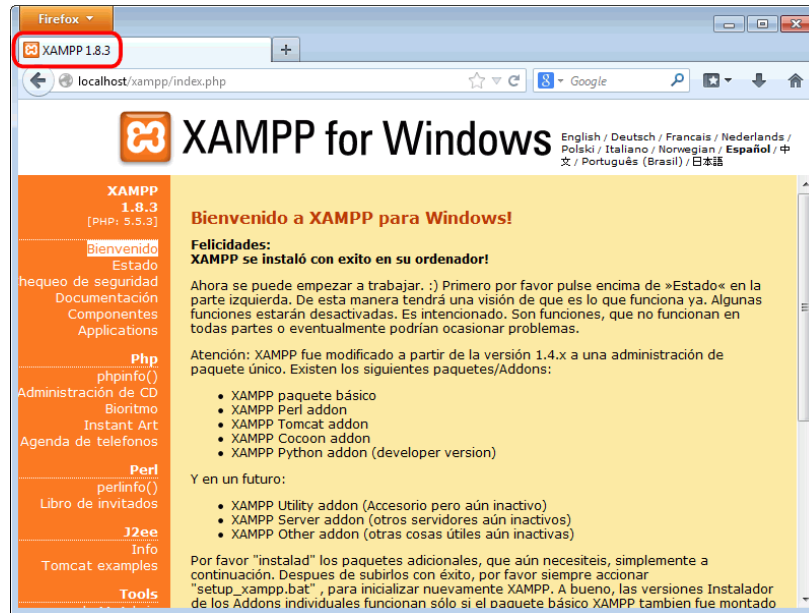 Firefox
XAMPP 1.8.3
localhost/xampp/index.php
Google
XAMPP for Windows
English / Deutsch / Francais / Nederlands /
Polski / Italiano / Norwegian / Español / 中
文 / Português (Brasil) / 日本語
XAMPP
1.8.3
[PHP: 5.5.3]
Bienvenido
Estado
hequeo de seguridad
Documentación
Componentes
Applications
Php
phpinfo()
Administración de CD
Bioritmo
Instant Art
Agenda de telefonos
Perl
perlinfo()
Libro de invitados
J2ee
Info
Tomcat examples
Tools
Bienvenido a XAMPP para Windows!
Felicidades:
XAMPP se instaló con exito en su ordenador!
Ahora se puede empezar a trabajar. :) Primero por favor pulse encima de »Estado« en la
parte izquierda. De esta manera tendrá una visión de que es lo que funciona ya. Algunas
funciones estarán desactivadas. Es intencionado. Son funciones, que no funcionan en
todas partes o eventualmente podrían ocasionar problemas.
Atención: XAMPP fue modificado a partir de la versión 1.4.x a una administración de
paquete único. Existen los siguientes paquetes/Addons:
• XAMPP paquete básico
• XAMPP Perl addon
• XAMPP Tomcat addon
• XAMPP Cocoon addon
• XAMPP Python addon (developer version)
Y en un futuro:
• XAMPP Utility addon (Accesorio pero aún inactivo)
• XAMPP Server addon (otros servidores aún inactivos)
• XAMPP Other addon (otras cosas útiles aún inactivas)
Por favor "instalad" los paquetes adicionales, que aún necesiteis, simplemente a
continuación. Despues de subirlos con éxito, por favor siempre accionar
"setup_xampp.bat" , para inicializar nuevamente XAMPP. A bueno, las versiones Instalador
de los Addons individuales funcionan sólo si el paquete básico XAMPP tambien fue montado